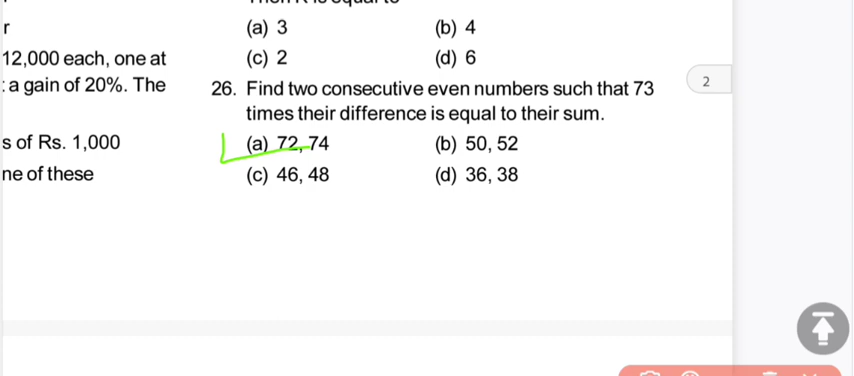 r
12,000 each, one at
a gain of 20%. The
s of Rs. 1,000
ne of these
(a) 3 (b) 4
(c) 2 (d) 6
26. Find two consecutive even numbers such that 73
times their difference is equal to their sum.
(a) 72, 74 (b) 50, 52
(c) 46, 48 (d) 36, 38
2